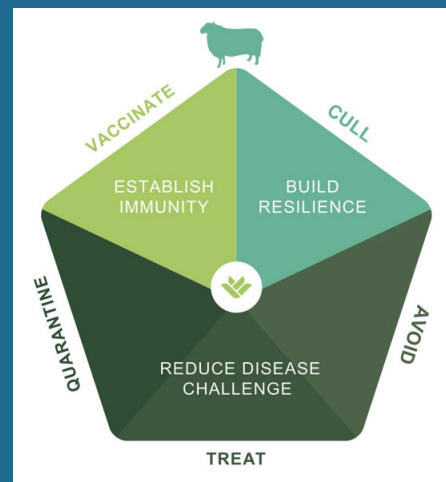 VACCINATE
CULL
ESTABLISH
IMMUNITY
BUILD
RESILIENCE
QUARANTINE
AVOID
REDUCE DISEASE
CHALLENGE
TREAT